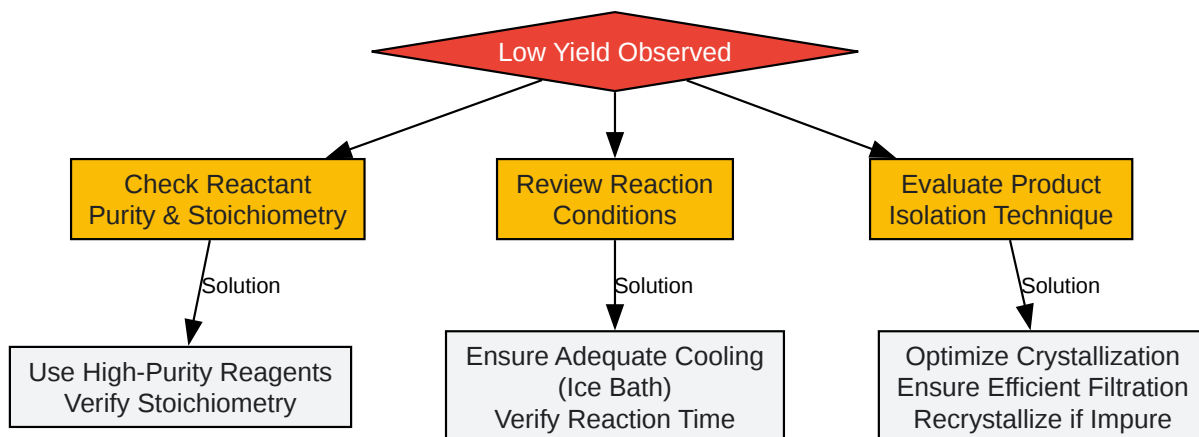 Low Yield Observed
Check Reactant
Purity & Stoichiometry
Review Reaction
Conditions
Evaluate Product
Isolation Technique
Solution
Solution
Solution
Use High-Purity Reagents
Verify Stoichiometry
Ensure Adequate Cooling
(Ice Bath)
Verify Reaction Time
Optimize Crystallization
Ensure Efficient Filtration
Recrystallize if Impure